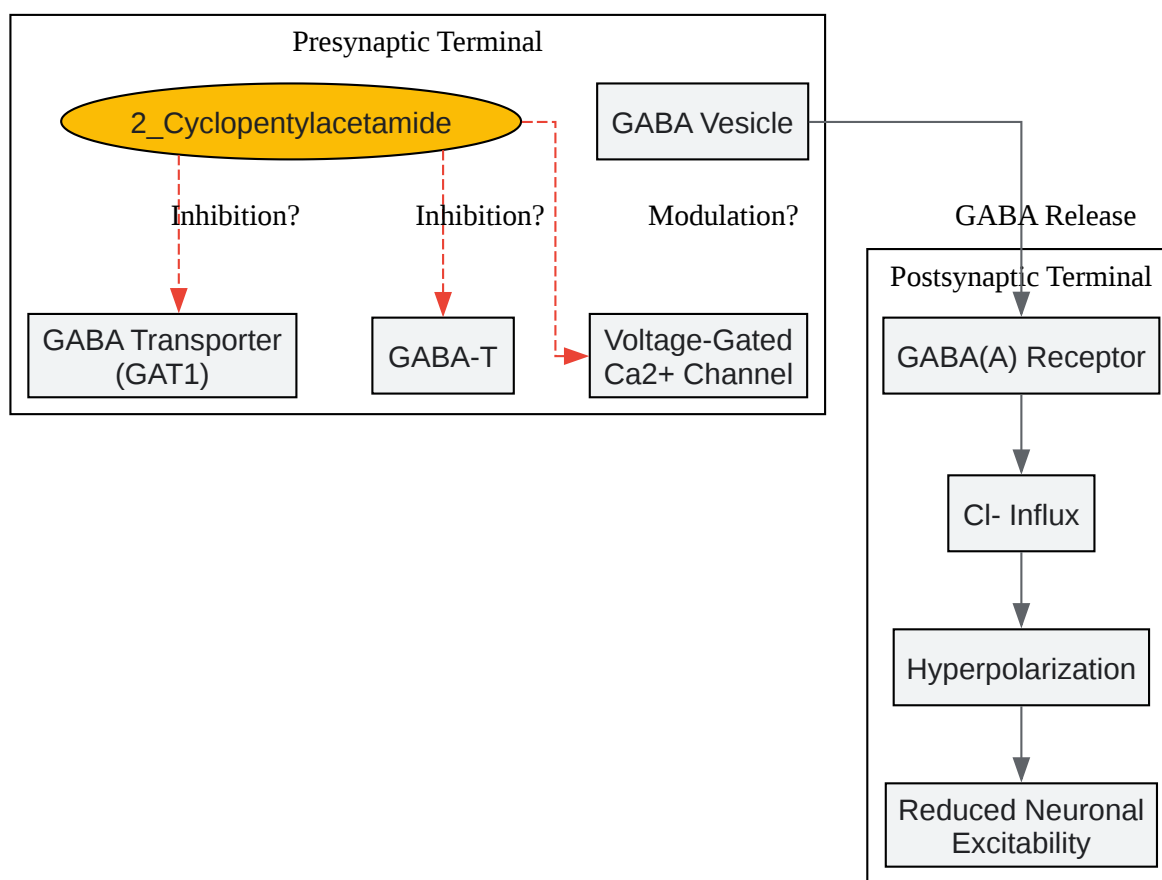 Presynaptic Terminal
2_Cyclopentylacetamide
GABA Vesicle
Inhibition?
Inhibition?
Modulation?
GABA Release
Postsynaptic Terminal
GABA Transporter
(GAT1)
GABA-T
Voltage-Gated
Ca2+ Channel
GABA(A) Receptor
Cl- Influx
Hyperpolarization
Reduced Neuronal
Excitability